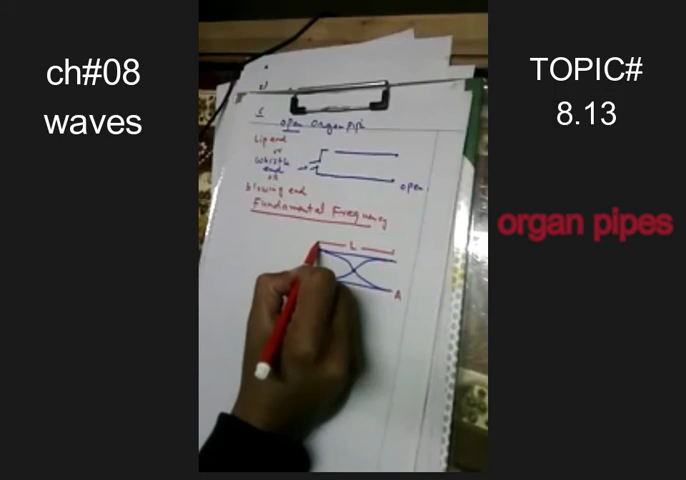 ch#08
waves
TOPIC#
8.13
organ pipes
open organ pipe
Lip end
or
Whistle
end
or
blowing end
open
Fundamental Frequency
L
A